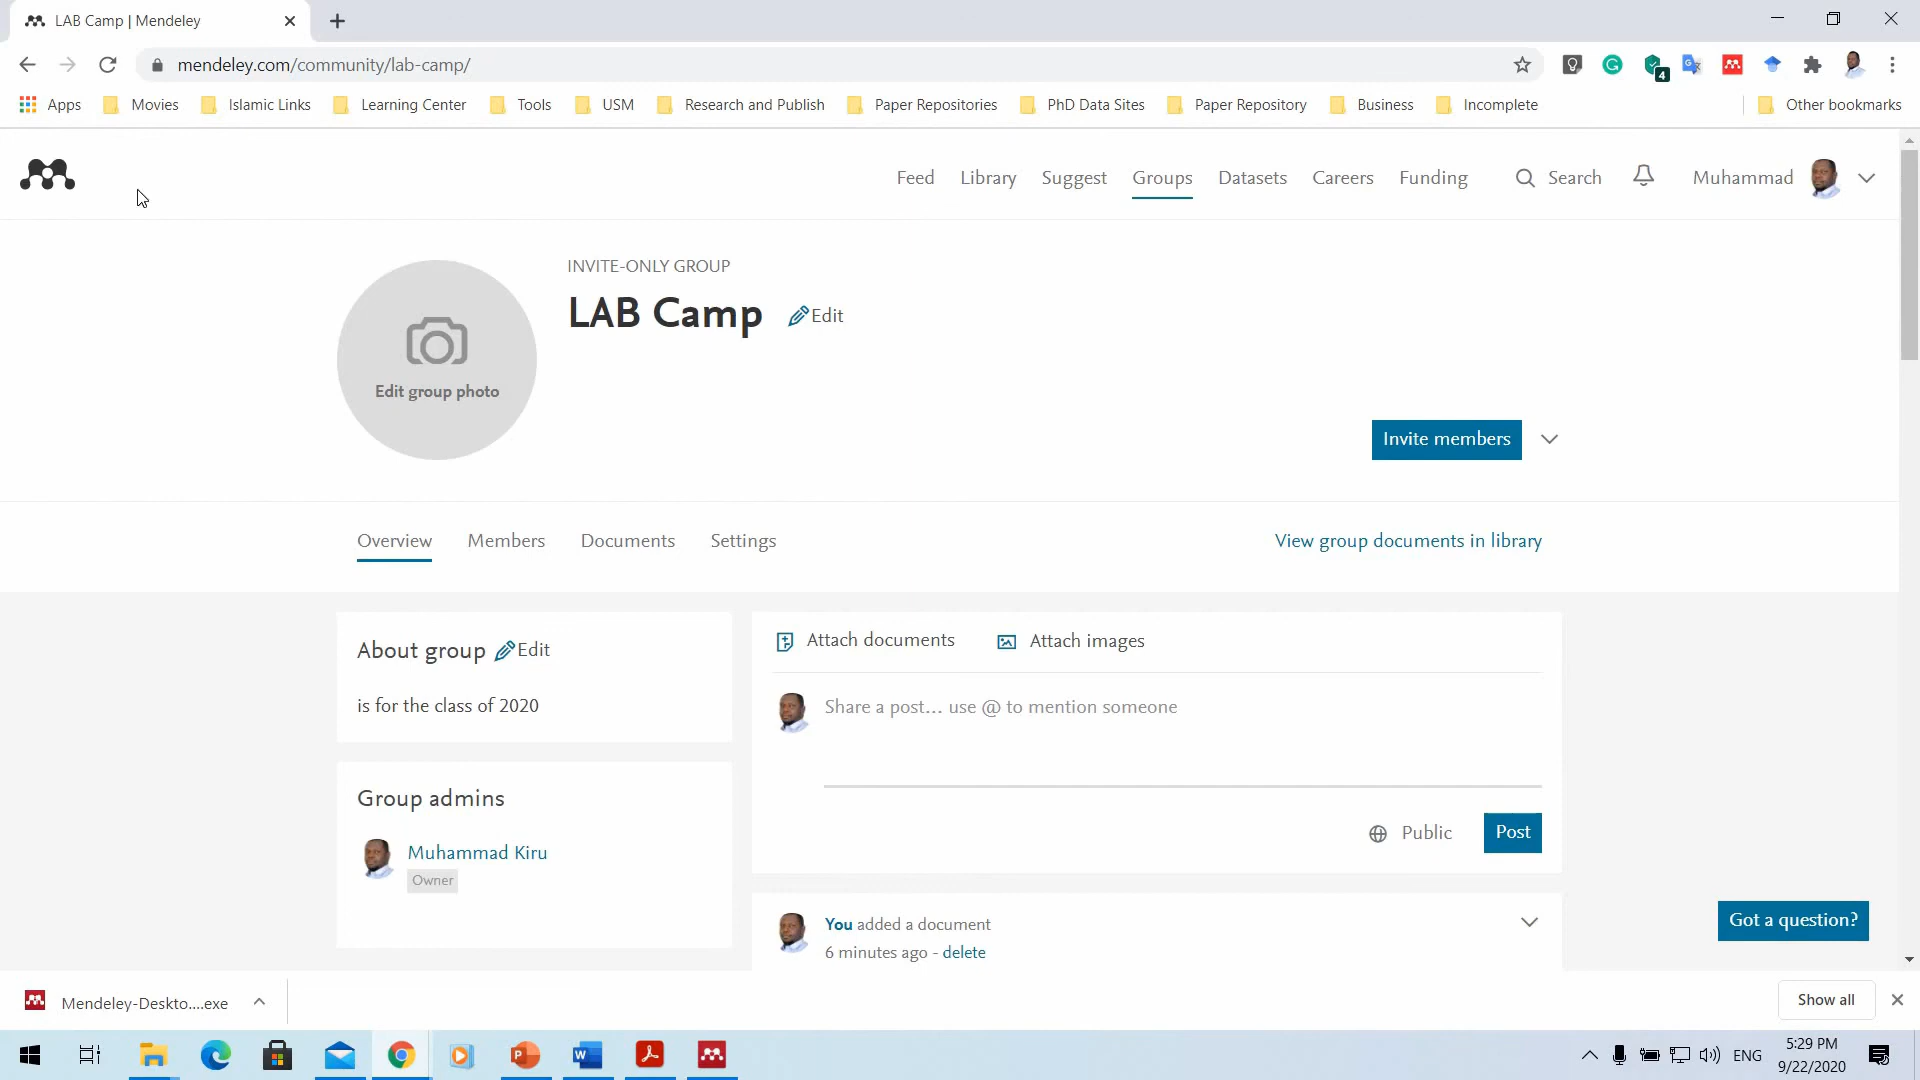 LAB Camp | Mendeley
mendeley.com/community/lab-camp/
4
Apps Movies Islamic Links Learning Center Tools USM Research and Publish Paper Repositories PhD Data Sites Paper Repository Business Incomplete Other bookmarks
Feed Library Suggest Groups Datasets Careers Funding Search Muhammad
INVITE-ONLY GROUP
LAB Camp Edit
Edit group photo
Invite members
Overview Members Documents Settings View group documents in library
About group Edit
is for the class of 2020
Group admins
Muhammad Kiru
Owner
Attach documents Attach images
Share a post... use @ to mention someone
Public Post
You added a document
6 minutes ago - delete
Got a question?
Mendeley-Deskto....exe Show all
ENG
5:29 PM
9/22/2020